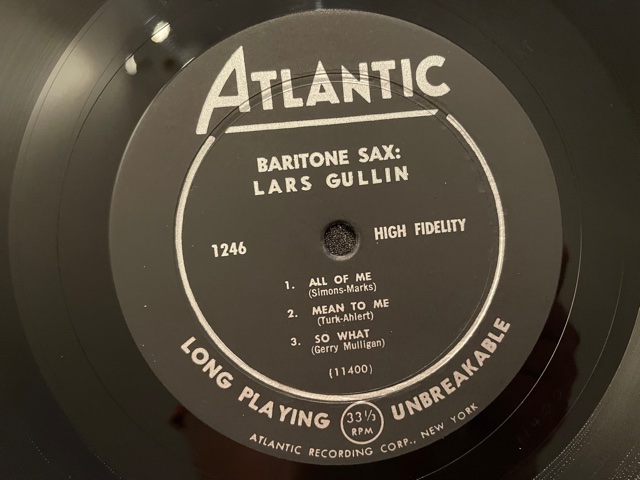 ATLANTIC
BARITONE SAX:
LARS GULLIN
1246
HIGH FIDELITY
1. ALL OF ME
(Simons-Marks)
2. MEAN TO ME
(Turk-Ahlert)
3. SO WHAT
(Gerry Mulligan)
(11400)
LONG PLAYING 33⅓ RPM UNBREAKABLE
ATLANTIC RECORDING CORP., NEW YORK